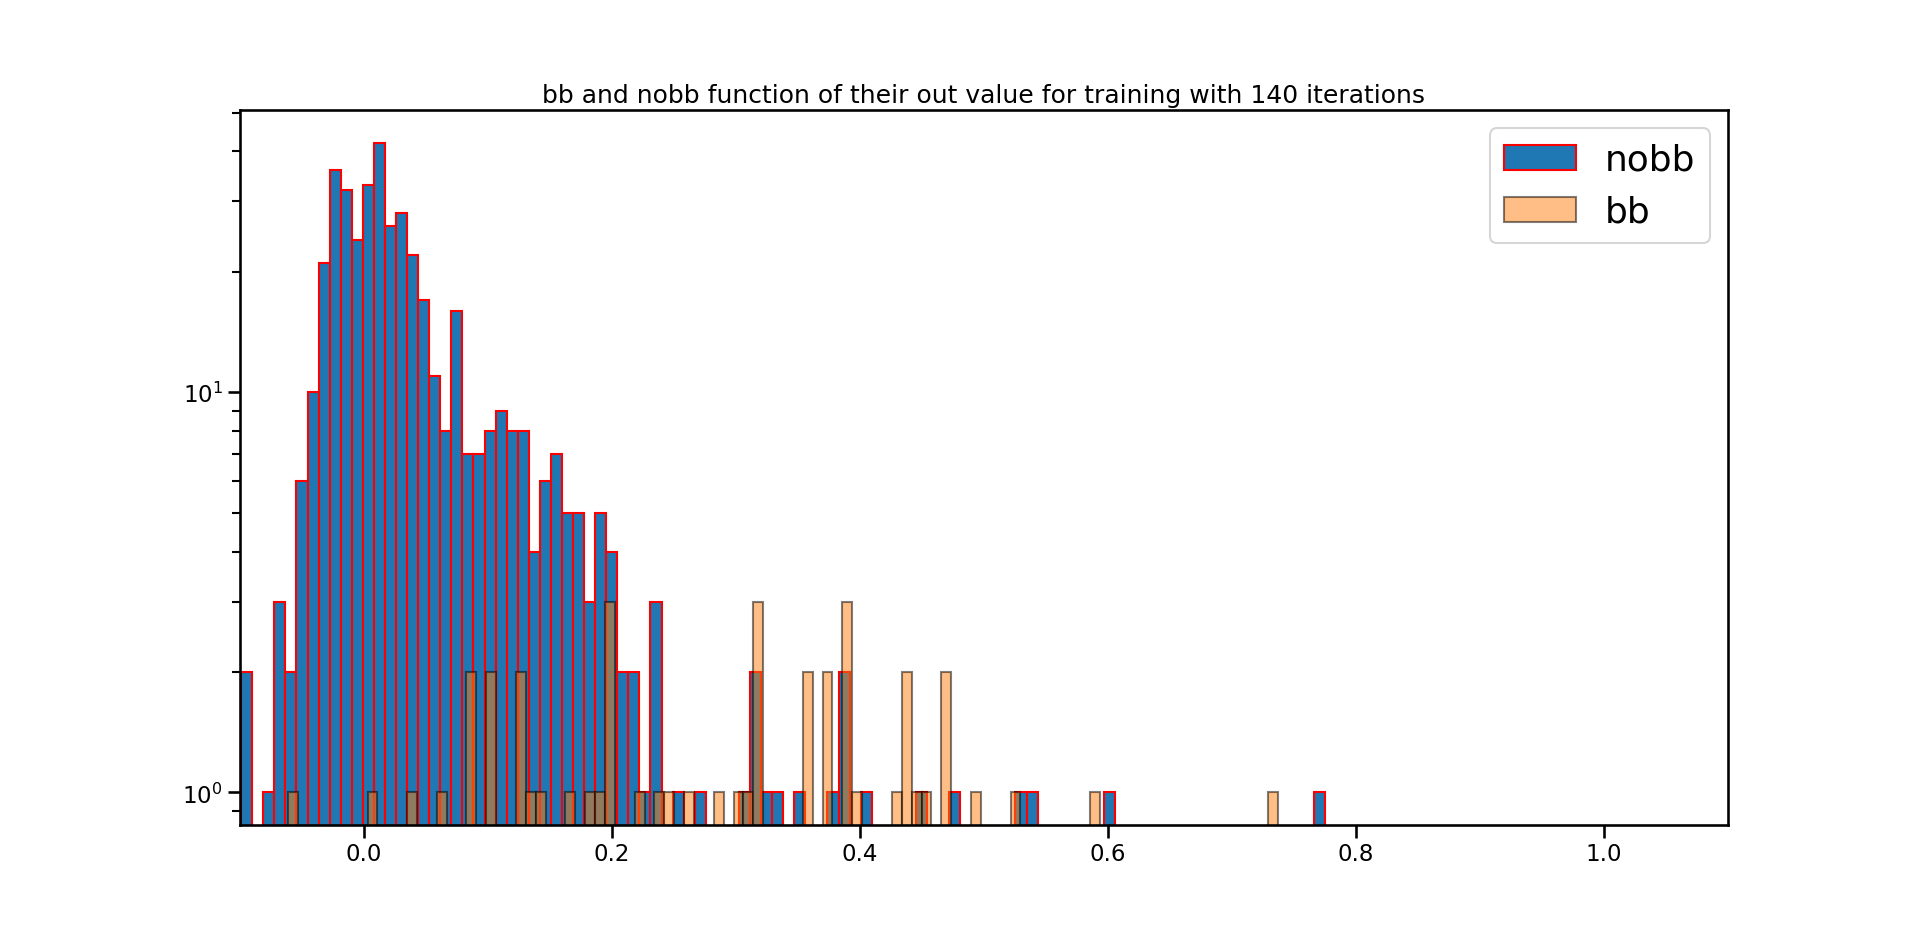 bb and nobb function of their out value for training with 140 iterations
nobb
bb
10¹
10⁰
0.0 0.2 0.4 0.6 0.8 1.0